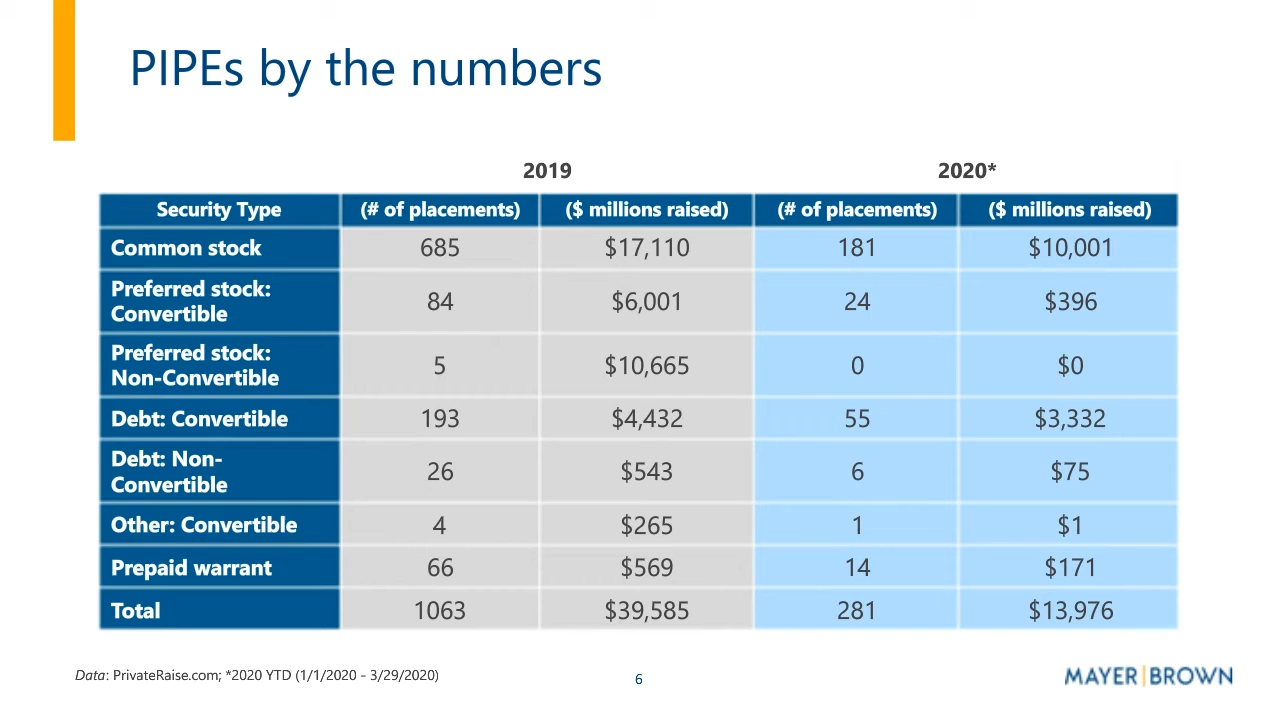 PIPEs by the numbers
2019 2020*
Security Type (# of placements) ($ millions raised) (# of placements) ($ millions raised)
Common stock 685 $17,110 181 $10,001
Preferred stock:
Convertible 84 $6,001 24 $396
Preferred stock:
Non-Convertible 5 $10,665 0 $0
Debt: Convertible 193 $4,432 55 $3,332
Debt: Non-
Convertible 26 $543 6 $75
Other: Convertible 4 $265 1 $1
Prepaid warrant 66 $569 14 $171
Total 1063 $39,585 281 $13,976
Data: PrivateRaise.com; *2020 YTD (1/1/2020 - 3/29/2020)
6
MAYER|BROWN